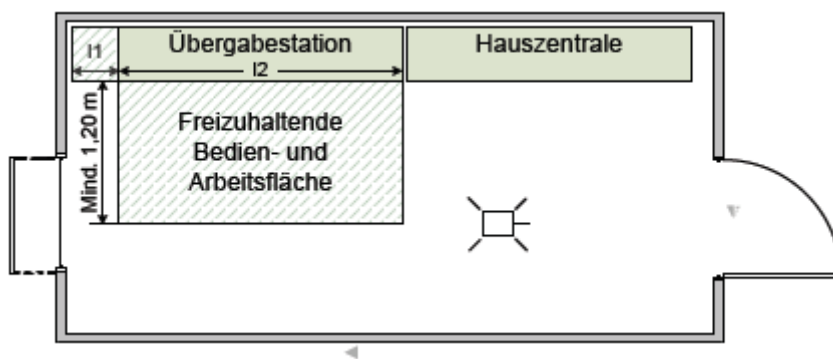 l1
Übergabestation
l2
Hauszentrale
Mind. 1,20 m
Freizuhaltende
Bedien- und
Arbeitsfläche